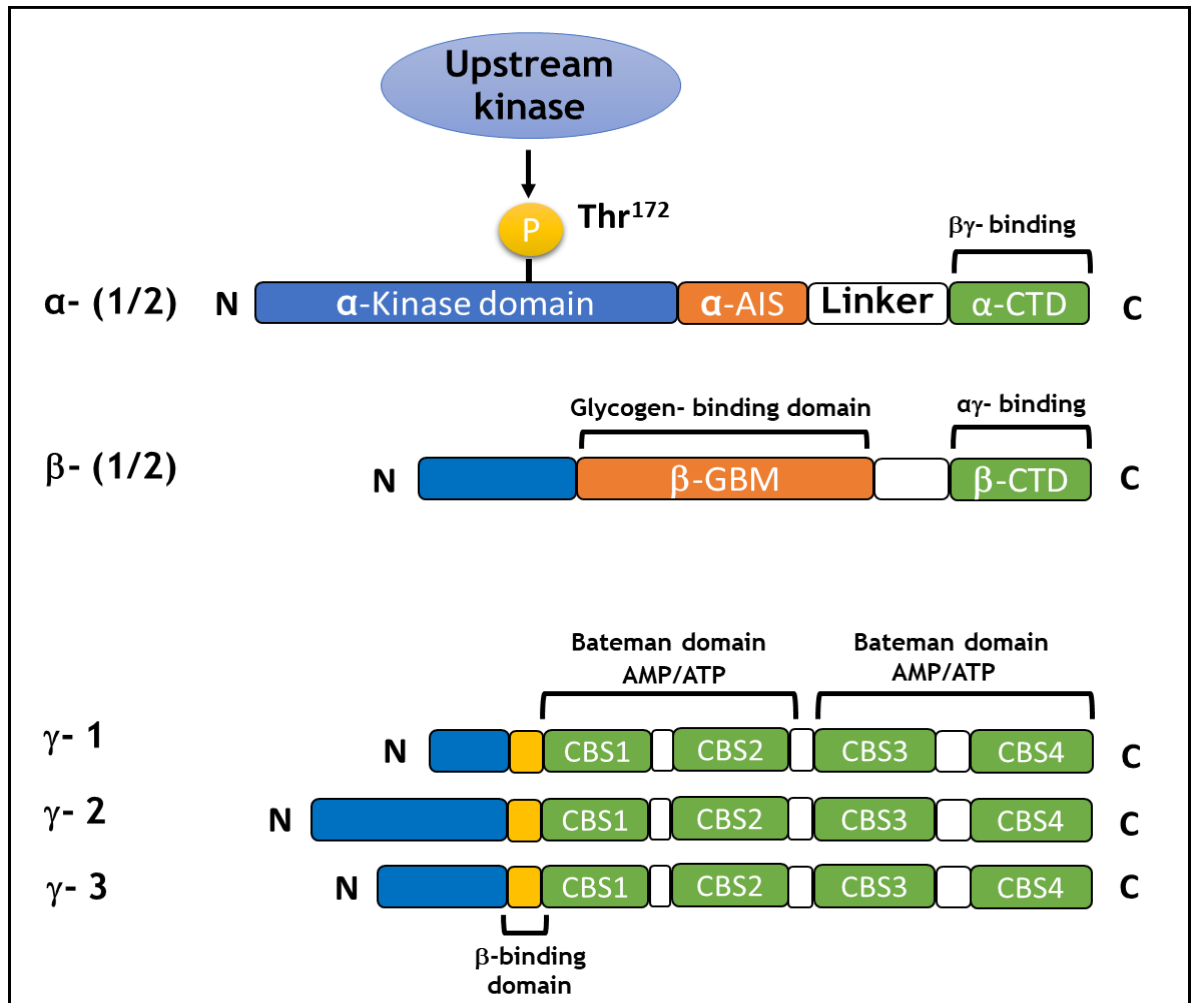 Upstream
kinase
P
Thr¹⁷²
βγ- binding
α- (1/2) N α-Kinase domain α-AIS Linker α-CTD C
Glycogen- binding domain αγ- binding
β- (1/2) N β-GBM β-CTD C
Bateman domain Bateman domain
AMP/ATP AMP/ATP
γ- 1 N CBS1 CBS2 CBS3 CBS4 C
γ- 2 N CBS1 CBS2 CBS3 CBS4 C
γ- 3 N CBS1 CBS2 CBS3 CBS4 C
β-binding
domain